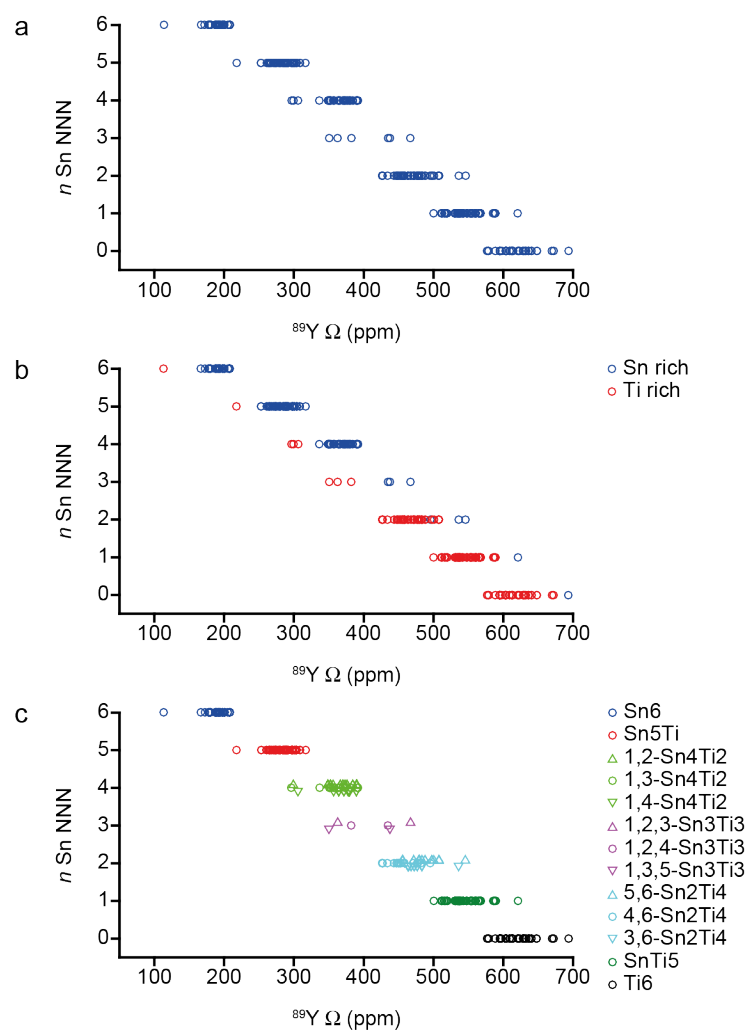 a
6
5
4
3
2
1
0
n Sn NNN
100 200 300 400 500 600 700
⁸⁹Y Ω (ppm)
b
6
5
4
3
2
1
0
n Sn NNN
100 200 300 400 500 600 700
⁸⁹Y Ω (ppm)
Sn rich
Ti rich
c
6
5
4
3
2
1
0
n Sn NNN
100 200 300 400 500 600 700
⁸⁹Y Ω (ppm)
Sn6
Sn5Ti
1,2-Sn4Ti2
1,3-Sn4Ti2
1,4-Sn4Ti2
1,2,3-Sn3Ti3
1,2,4-Sn3Ti3
1,3,5-Sn3Ti3
5,6-Sn2Ti4
4,6-Sn2Ti4
3,6-Sn2Ti4
SnTi5
Ti6